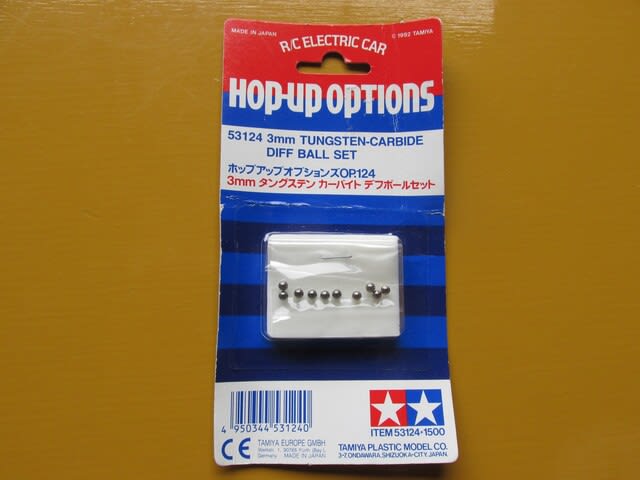 MADE IN JAPAN
© 1992 TAMIYA
R/C ELECTRIC CAR
HOP-UP OPTIONS
53124 3mm TUNGSTEN-CARBIDE
DIFF BALL SET
ホップアップオプションズOP.124
3mm タングステン カーバイト デフボールセット
4 950344 531240
ITEM 53124•1500
CE TAMIYA EUROPE GMBH
Germany MADE IN JAPAN
TAMIYA PLASTIC MODEL CO.
3-7, ONDAWARA, SHIZUOKA-CITY, JAPAN.